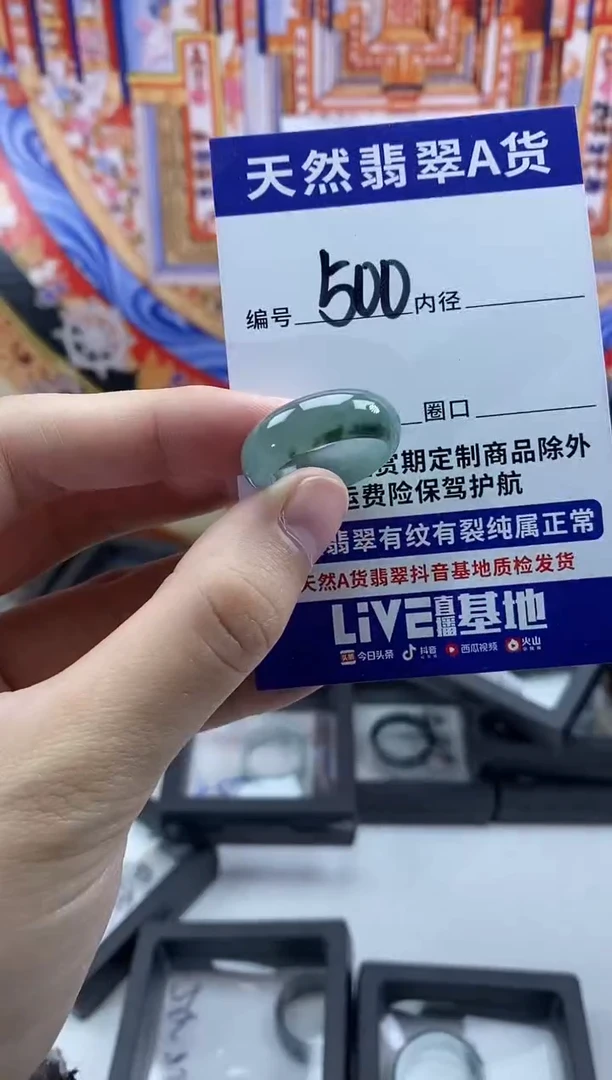 天然翡翠A货
编号 500 内径
圈口
赏期定制商品除外
运费险保驾护航
翡翠有纹有裂纯属正常
天然A货翡翠抖音基地质检发货
LiVE直播基地
头条 今日头条 抖音 西瓜视频 火山